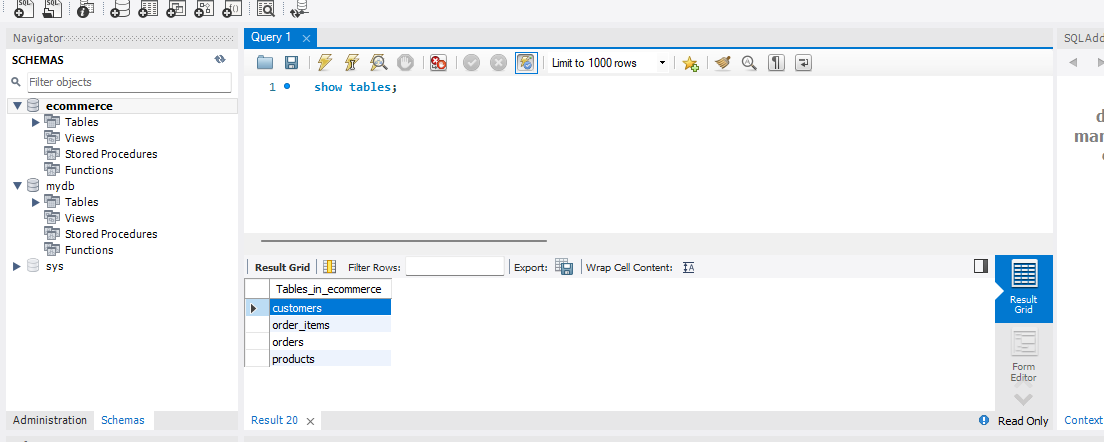 Navigator:
SCHEMAS
Filter objects
ecommerce
Tables
Views
Stored Procedures
Functions
mydb
Tables
Views
Stored Procedures
Functions
sys
Administration Schemas
Query 1
Limit to 1000 rows
1 show tables;
Result Grid Filter Rows: Export: Wrap Cell Content:
Tables_in_ecommerce
customers
order_items
orders
products
Result Grid
Form Editor
Result 20
Read Only
SQLAdd
d
man
c
Context